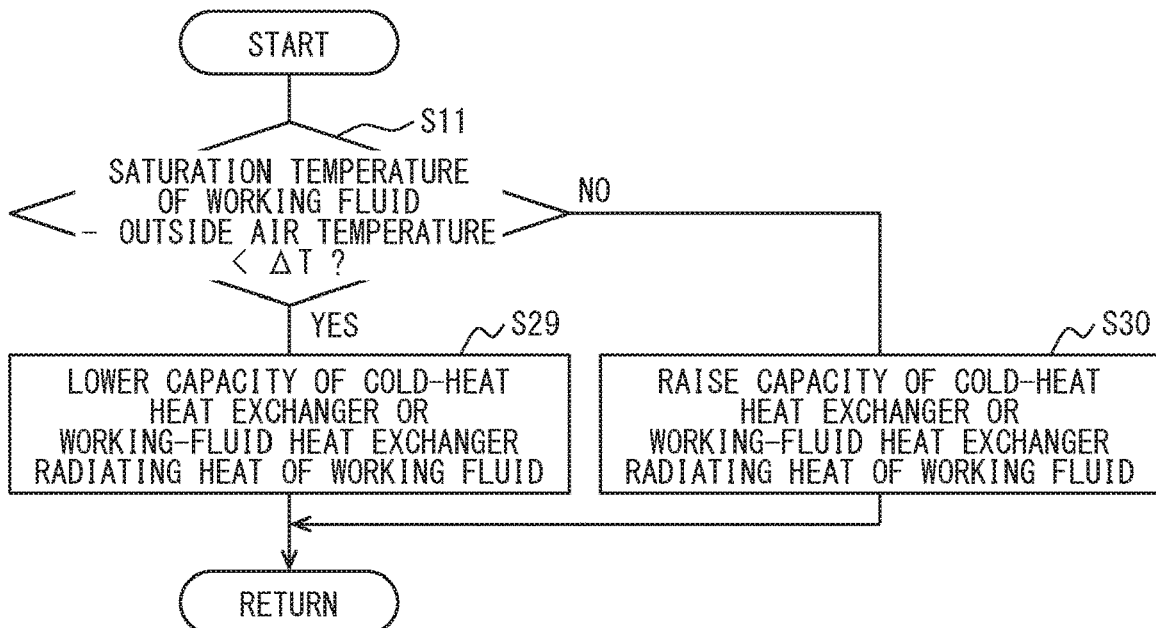 START
S11
SATURATION TEMPERATURE
OF WORKING FLUID
- OUTSIDE AIR TEMPERATURE
< ΔT ?
NO
YES
S29
LOWER CAPACITY OF COLD-HEAT
HEAT EXCHANGER OR
WORKING-FLUID HEAT EXCHANGER
RADIATING HEAT OF WORKING FLUID
S30
RAISE CAPACITY OF COLD-HEAT
HEAT EXCHANGER OR
WORKING-FLUID HEAT EXCHANGER
RADIATING HEAT OF WORKING FLUID
RETURN